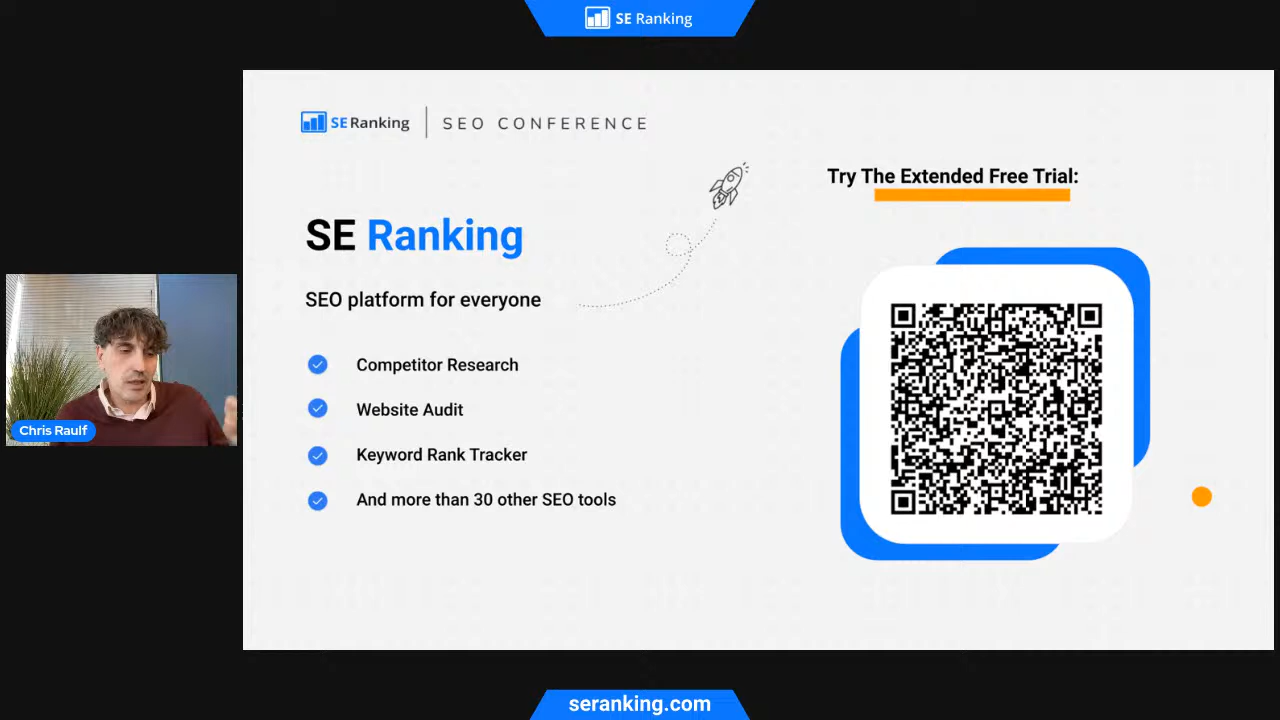 SE Ranking
SE Ranking
SEO CONFERENCE
Try The Extended Free Trial:
SE Ranking
SEO platform for everyone
Competitor Research
Website Audit
Keyword Rank Tracker
And more than 30 other SEO tools
Chris Raulf
seranking.com